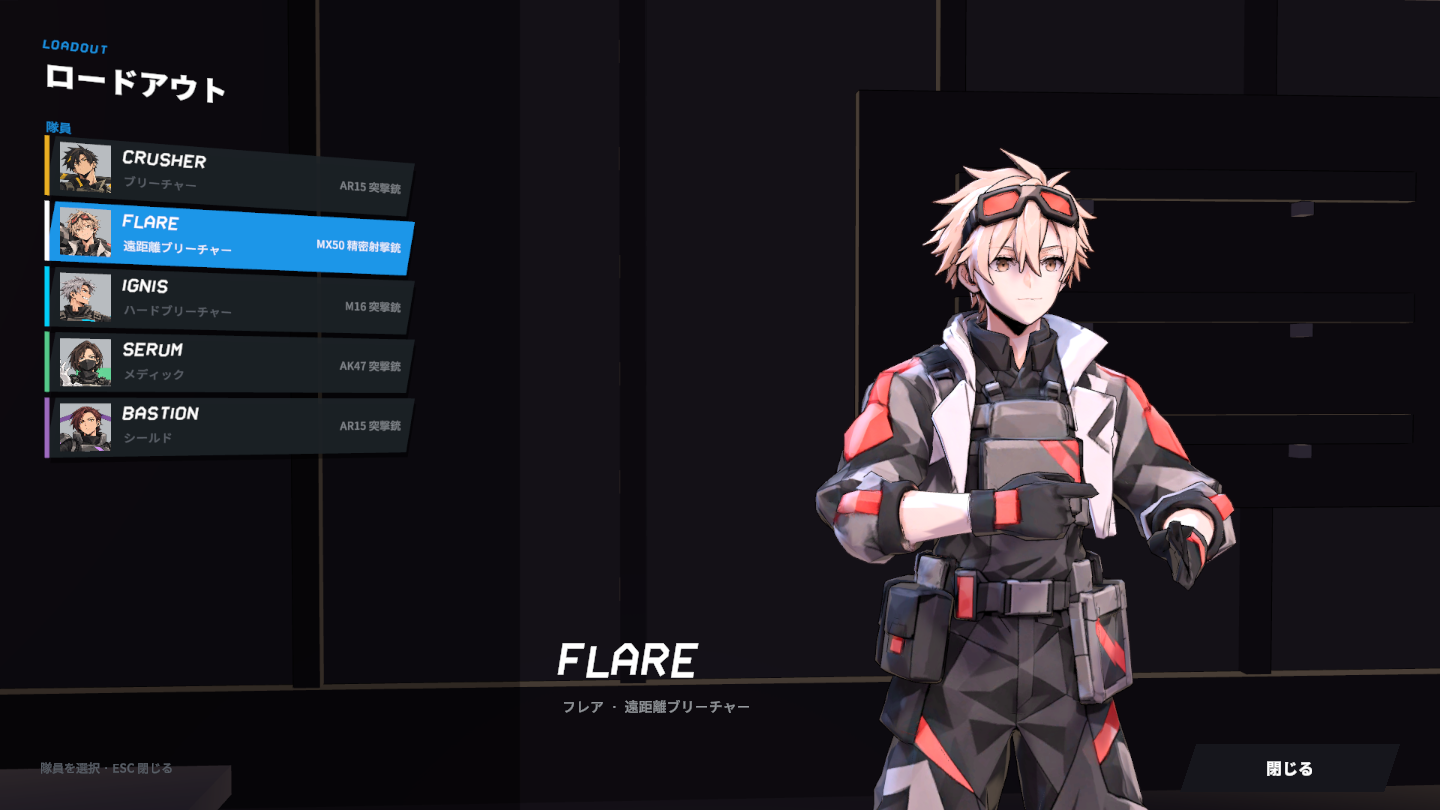 LOADOUT
ロードアウト
隊員
CRUSHER
ブリーチャー
AR15 突撃銃
FLARE
遠距離ブリーチャー
MX50 精密射撃銃
IGNIS
ハードブリーチャー
M16 突撃銃
SERUM
メディック
AK47 突撃銃
BASTION
シールド
AR15 突撃銃
FLARE
フレア · 遠距離ブリーチャー
隊員を選択 · ESC 閉じる
閉じる